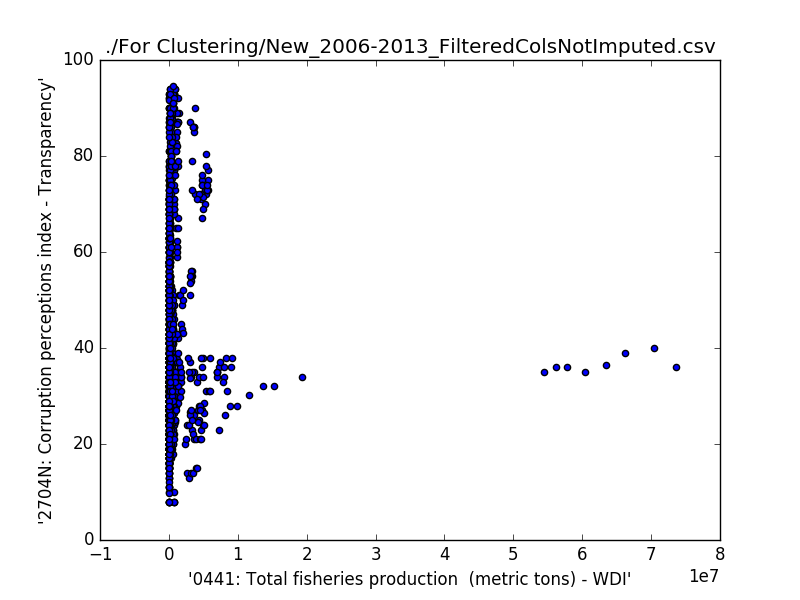 ./For Clustering/New_2006-2013_FilteredColsNotImputed.csv
'2704N: Corruption perceptions index - Transparency'
100
80
60
40
20
0
−1 0 1 2 3 4 5 6 7 8
1e7
'0441: Total fisheries production  (metric tons) - WDI'